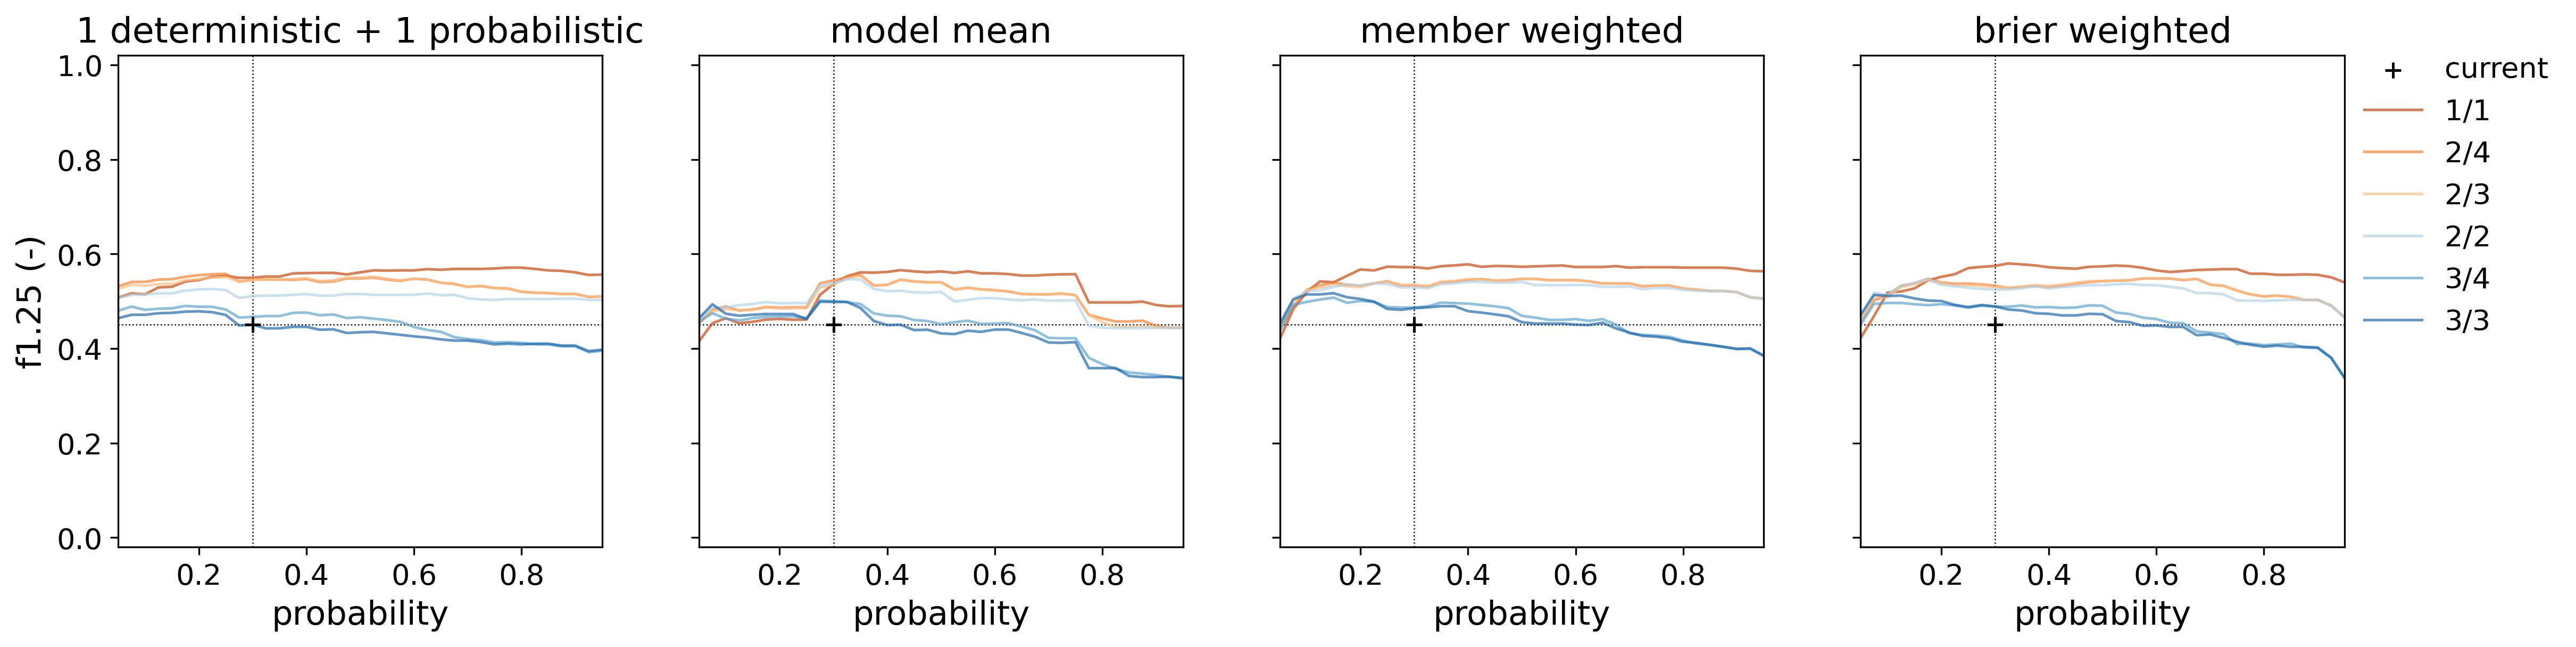 1 deterministic + 1 probabilistic
model mean
member weighted
brier weighted
f1.25 (-)
1.0
0.8
0.6
0.4
0.2
0.0
0.2 0.4 0.6 0.8
probability
0.2 0.4 0.6 0.8
probability
0.2 0.4 0.6 0.8
probability
0.2 0.4 0.6 0.8
probability
current
1/1
2/4
2/3
2/2
3/4
3/3